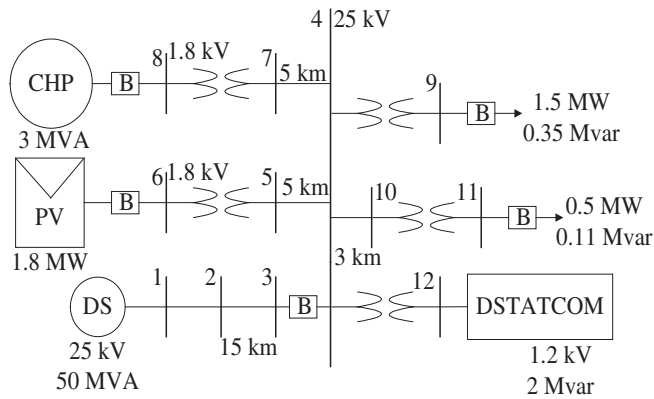 4 25 kV
8 1.8 kV 7
CHP B 5 km
3 MVA
9
B 1.5 MW
0.35 Mvar
6 1.8 kV 5
PV B 5 km
1.8 MW
10 11
B 0.5 MW
0.11 Mvar
3 km
1 2 3
DS B
15 km
25 kV
50 MVA
12
DSTATCOM
1.2 kV
2 Mvar